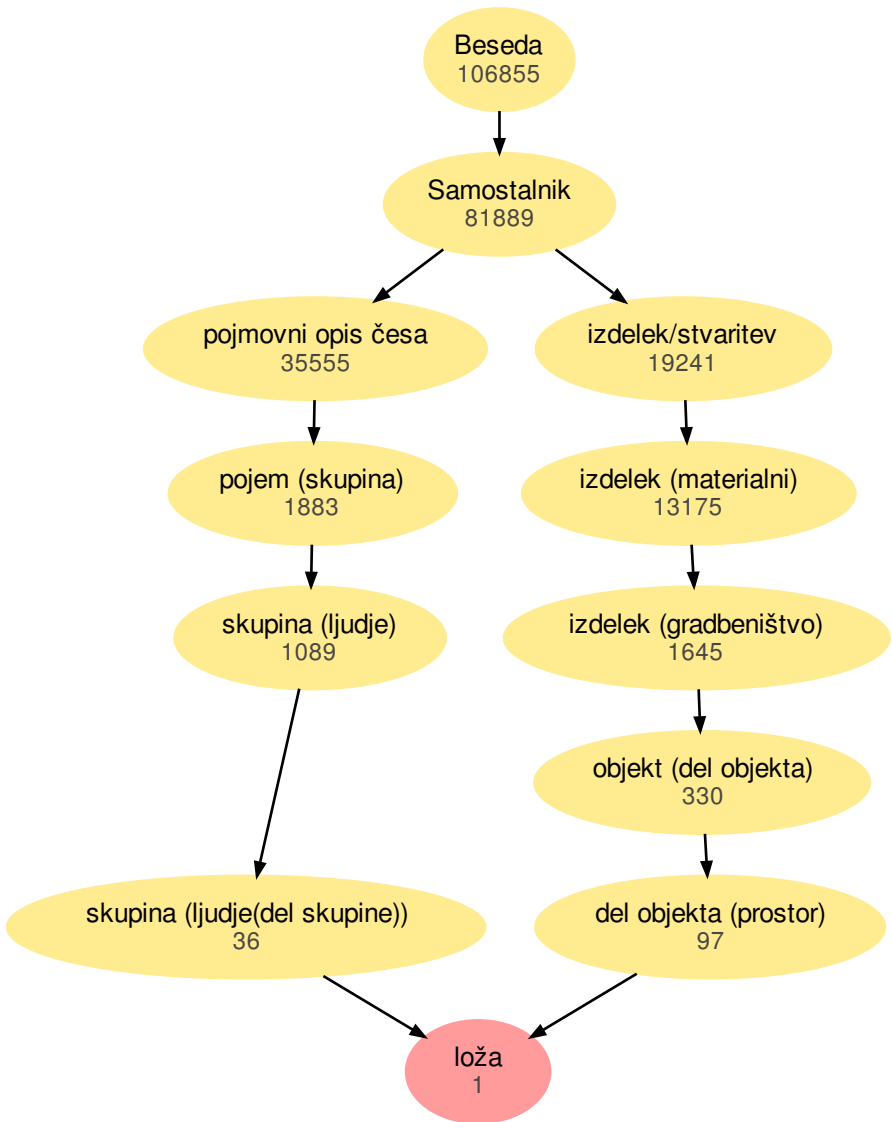 Beseda
106855
Samostalnik
81889
pojmovni opis česa
35555
izdelek/stvaritev
19241
pojem (skupina)
1883
izdelek (materialni)
13175
skupina (ljudje)
1089
izdelek (gradbeništvo)
1645
objekt (del objekta)
330
skupina (ljudje(del skupine))
36
del objekta (prostor)
97
loža
1